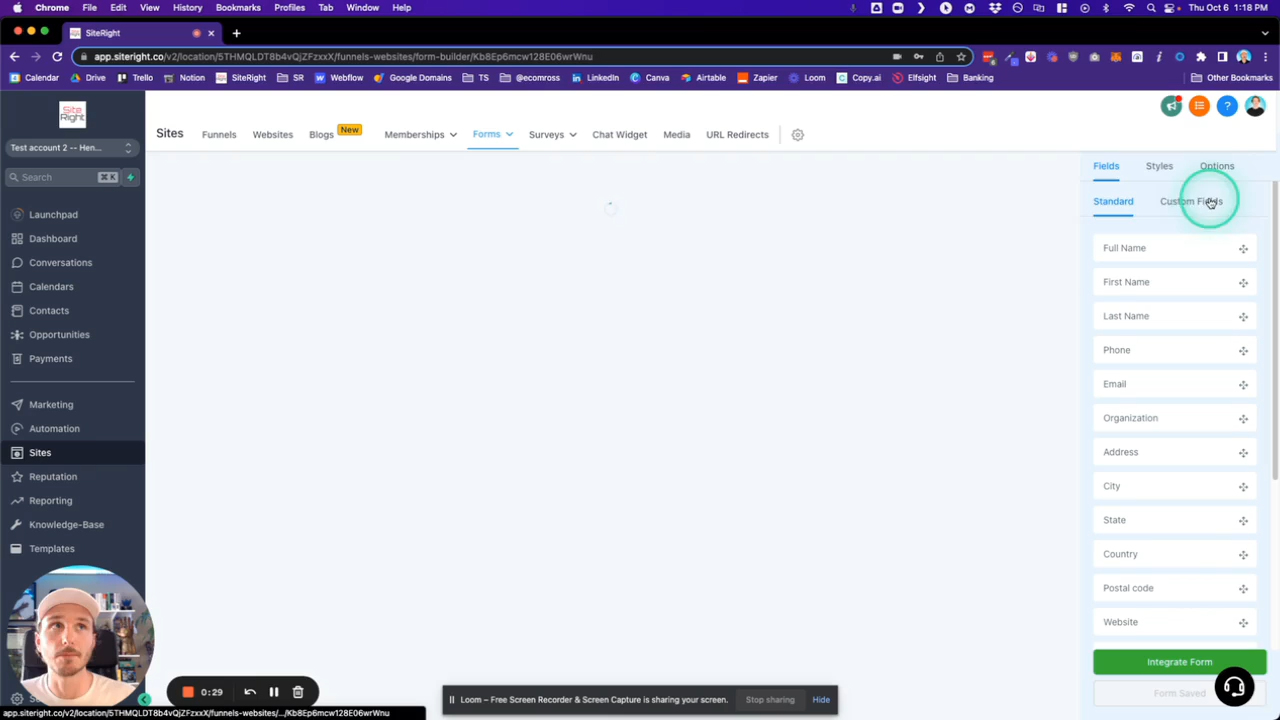 Chrome File Edit View History Bookmarks Profiles Tab Window Help Thu Oct 6 1:18 PM
SiteRight
app.siteright.co/v2/location/5THMQLDT8b4vQjZFzxxX/funnels-websites/form-builder/Kb8Ep6mcw128E06wrWnu
Calendar Drive Trello Notion SiteRight SR Webflow Google Domains TS @ecomross LinkedIn Canva Airtable Zapier Loom Copy.ai Elfsight Banking Other Bookmarks
Site
Right
Test account 2 -- Hen...
Search ⌘K
Launchpad
Dashboard
Conversations
Calendars
Contacts
Opportunities
Payments
Marketing
Automation
Sites
Reputation
Reporting
Knowledge-Base
Templates
Sites Funnels Websites Blogs New Memberships Forms Surveys Chat Widget Media URL Redirects
Fields Styles Options
Standard Custom Fields
Full Name
First Name
Last Name
Phone
Email
Organization
Address
City
State
Country
Postal code
Website
Integrate Form
Form Saved
0:29
Loom – Free Screen Recorder & Screen Capture is sharing your screen. Stop sharing Hide
app.siteright.co/v2/location/5THMQLDT8b4vQjZFzxxX/funnels-websites/.../Kb8Ep6mcw128E06wrWnu